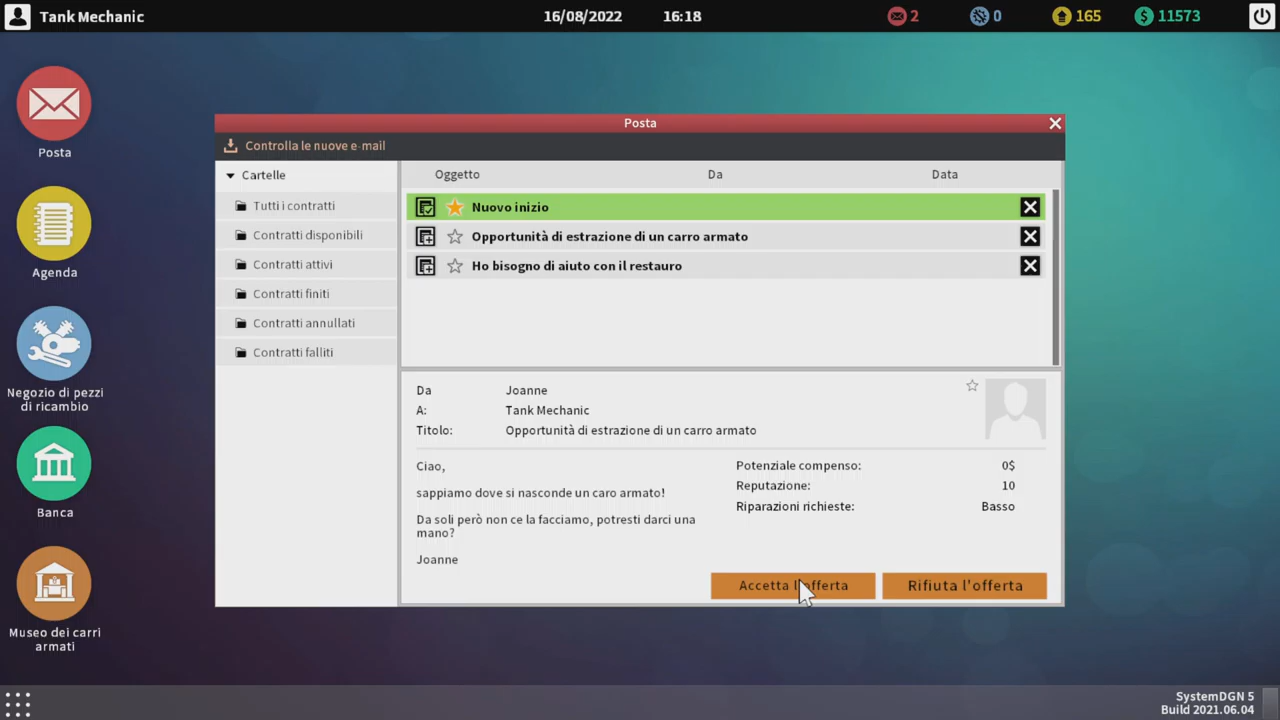 Tank Mechanic
16/08/2022
16:18
2
0
165
$
11573
Posta
Agenda
Negozio di pezzi
di ricambio
Banca
Museo dei carri
armati
Posta
Controlla le nuove e-mail
Cartelle
Tutti i contratti
Contratti disponibili
Contratti attivi
Contratti finiti
Contratti annullati
Contratti falliti
Oggetto Da Data
Nuovo inizio
Opportunità di estrazione di un carro armato
Ho bisogno di aiuto con il restauro
Da Joanne
A: Tank Mechanic
Titolo: Opportunità di estrazione di un carro armato
Ciao,
sappiamo dove si nasconde un caro armato!
Da soli però non ce la facciamo, potresti darci una
mano?
Joanne
Potenziale compenso: 0$
Reputazione: 10
Riparazioni richieste: Basso
Accetta l'offerta
Rifiuta l'offerta
SystemDGN 5
Build 2021.06.04